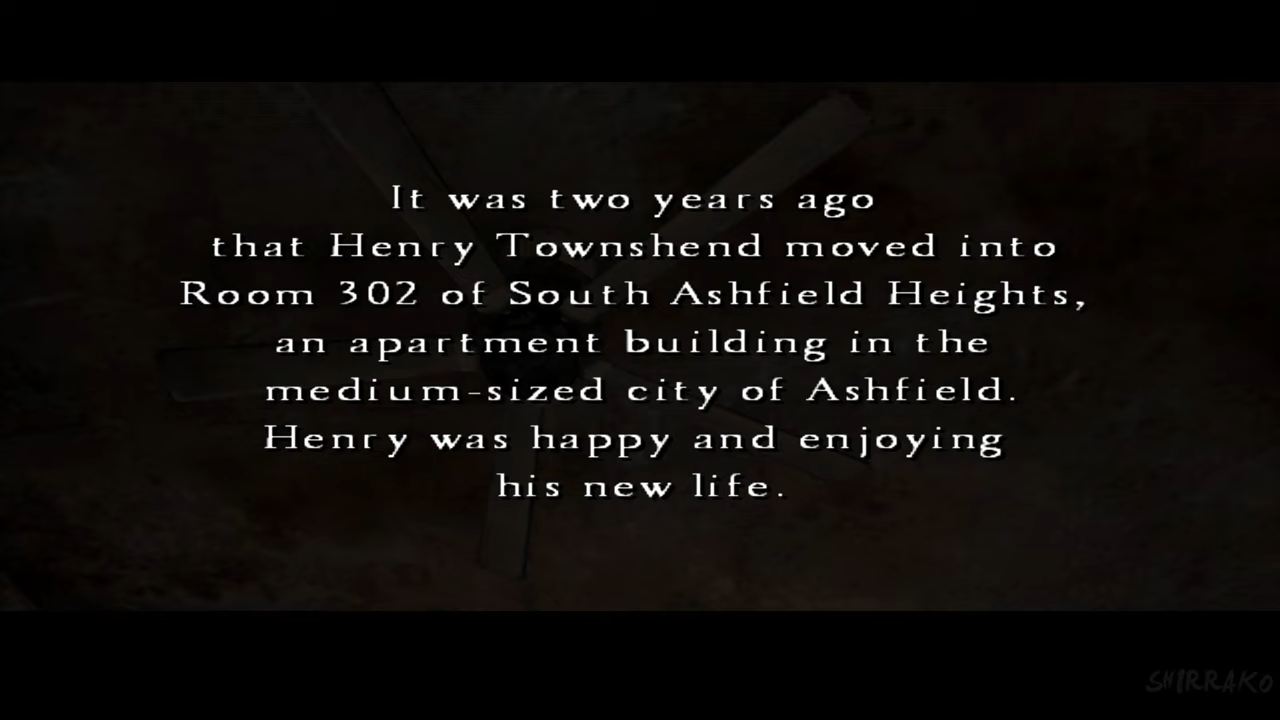 It was two years ago
that Henry Townshend moved into
Room 302 of South Ashfield Heights,
an apartment building in the
medium-sized city of Ashfield.
Henry was happy and enjoying
his new life.
SHIRRAKO